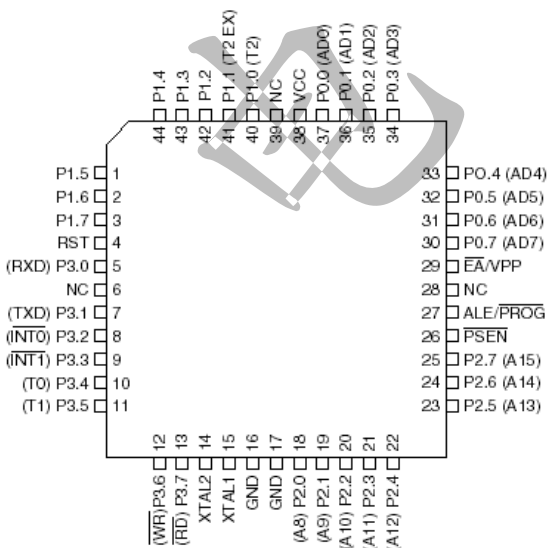 P1.4
P1.3
P1.2
P1.1 (T2 EX)
P1.0 (T2)
NC
VCC
P0.0 (AD0)
P0.1 (AD1)
P0.2 (AD2)
P0.3 (AD3)
44
43
42
41
40
39
38
37
36
35
34
P1.5 1
P1.6 2
P1.7 3
RST 4
(RXD) P3.0 5
NC 6
(TXD) P3.1 7
(INT0) P3.2 8
(INT1) P3.3 9
(T0) P3.4 10
(T1) P3.5 11
33 PO.4 (AD4)
32 P0.5 (AD5)
31 P0.6 (AD6)
30 P0.7 (AD7)
29 EA/VPP
28 NC
27 ALE/PROG
26 PSEN
25 P2.7 (A15)
24 P2.6 (A14)
23 P2.5 (A13)
12
13
14
15
16
17
18
19
20
21
22
(WR) P3.6
(RD) P3.7
XTAL2
XTAL1
GND
GND
(A8) P2.0
(A9) P2.1
(A10) P2.2
(A11) P2.3
(A12) P2.4